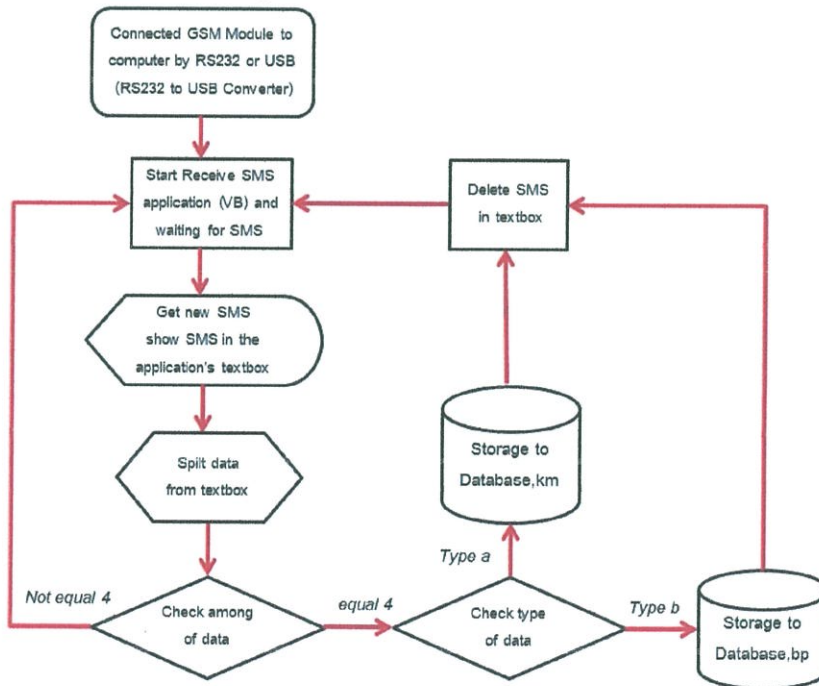 Connected GSM Module to
computer by RS232 or USB
(RS232 to USB Converter)
Start Receive SMS
application (VB) and
waiting for SMS
Delete SMS
in textbox
Get new SMS
show SMS in the
application's textbox
Storage to
Database,km
Spilt data
from textbox
Type a
Not equal 4
Check among
of data
equal 4
Check type
of data
Type b
Storage to
Database,bp